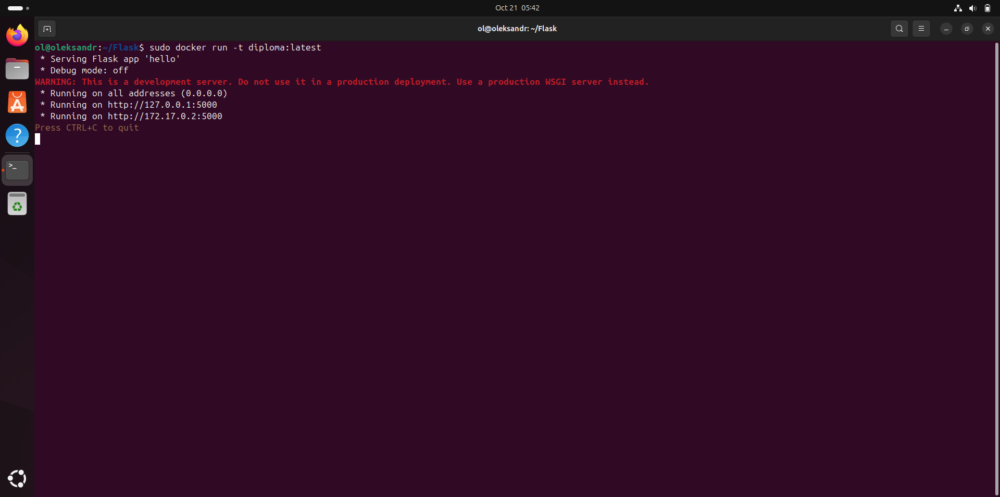 Oct 21 05:42
ol@oleksandr: ~/Flask
ol@oleksandr:~/Flask$ sudo docker run -t diploma:latest
 * Serving Flask app 'hello'
 * Debug mode: off
WARNING: This is a development server. Do not use it in a production deployment. Use a production WSGI server instead.
 * Running on all addresses (0.0.0.0)
 * Running on http://127.0.0.1:5000
 * Running on http://172.17.0.2:5000
Press CTRL+C to quit